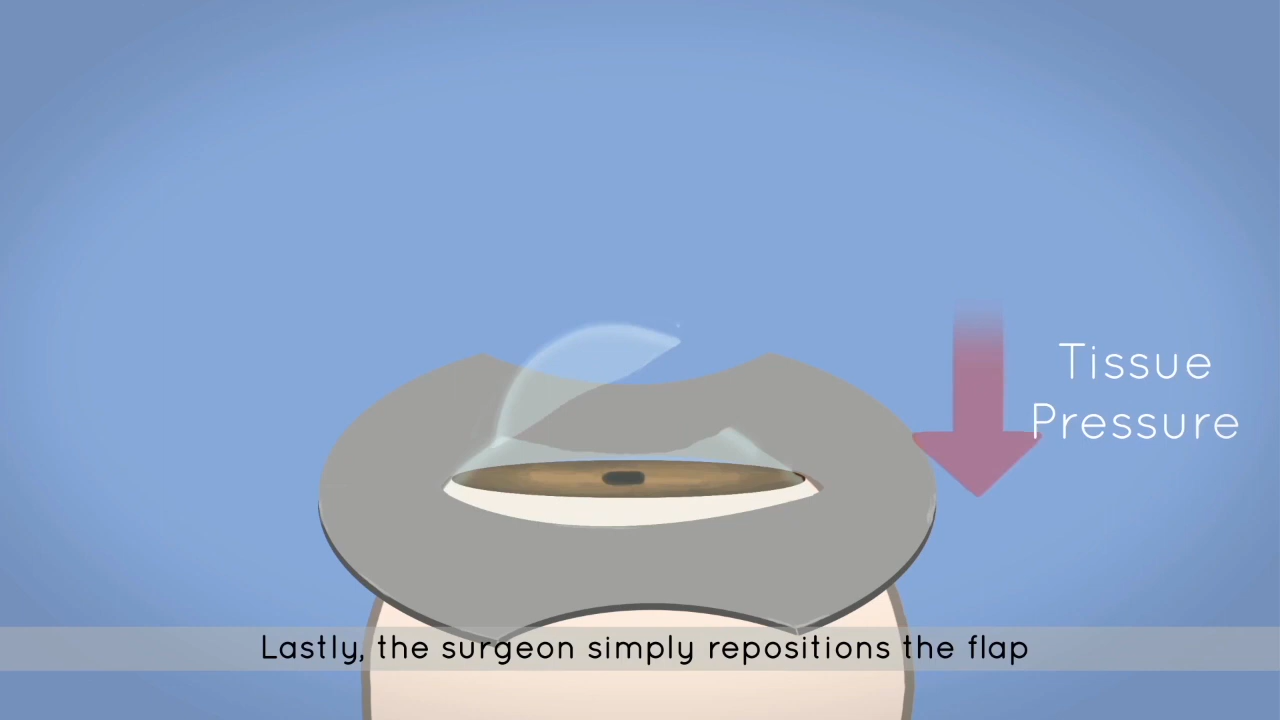 Tissue
Pressure
Lastly, the surgeon simply repositions the flap